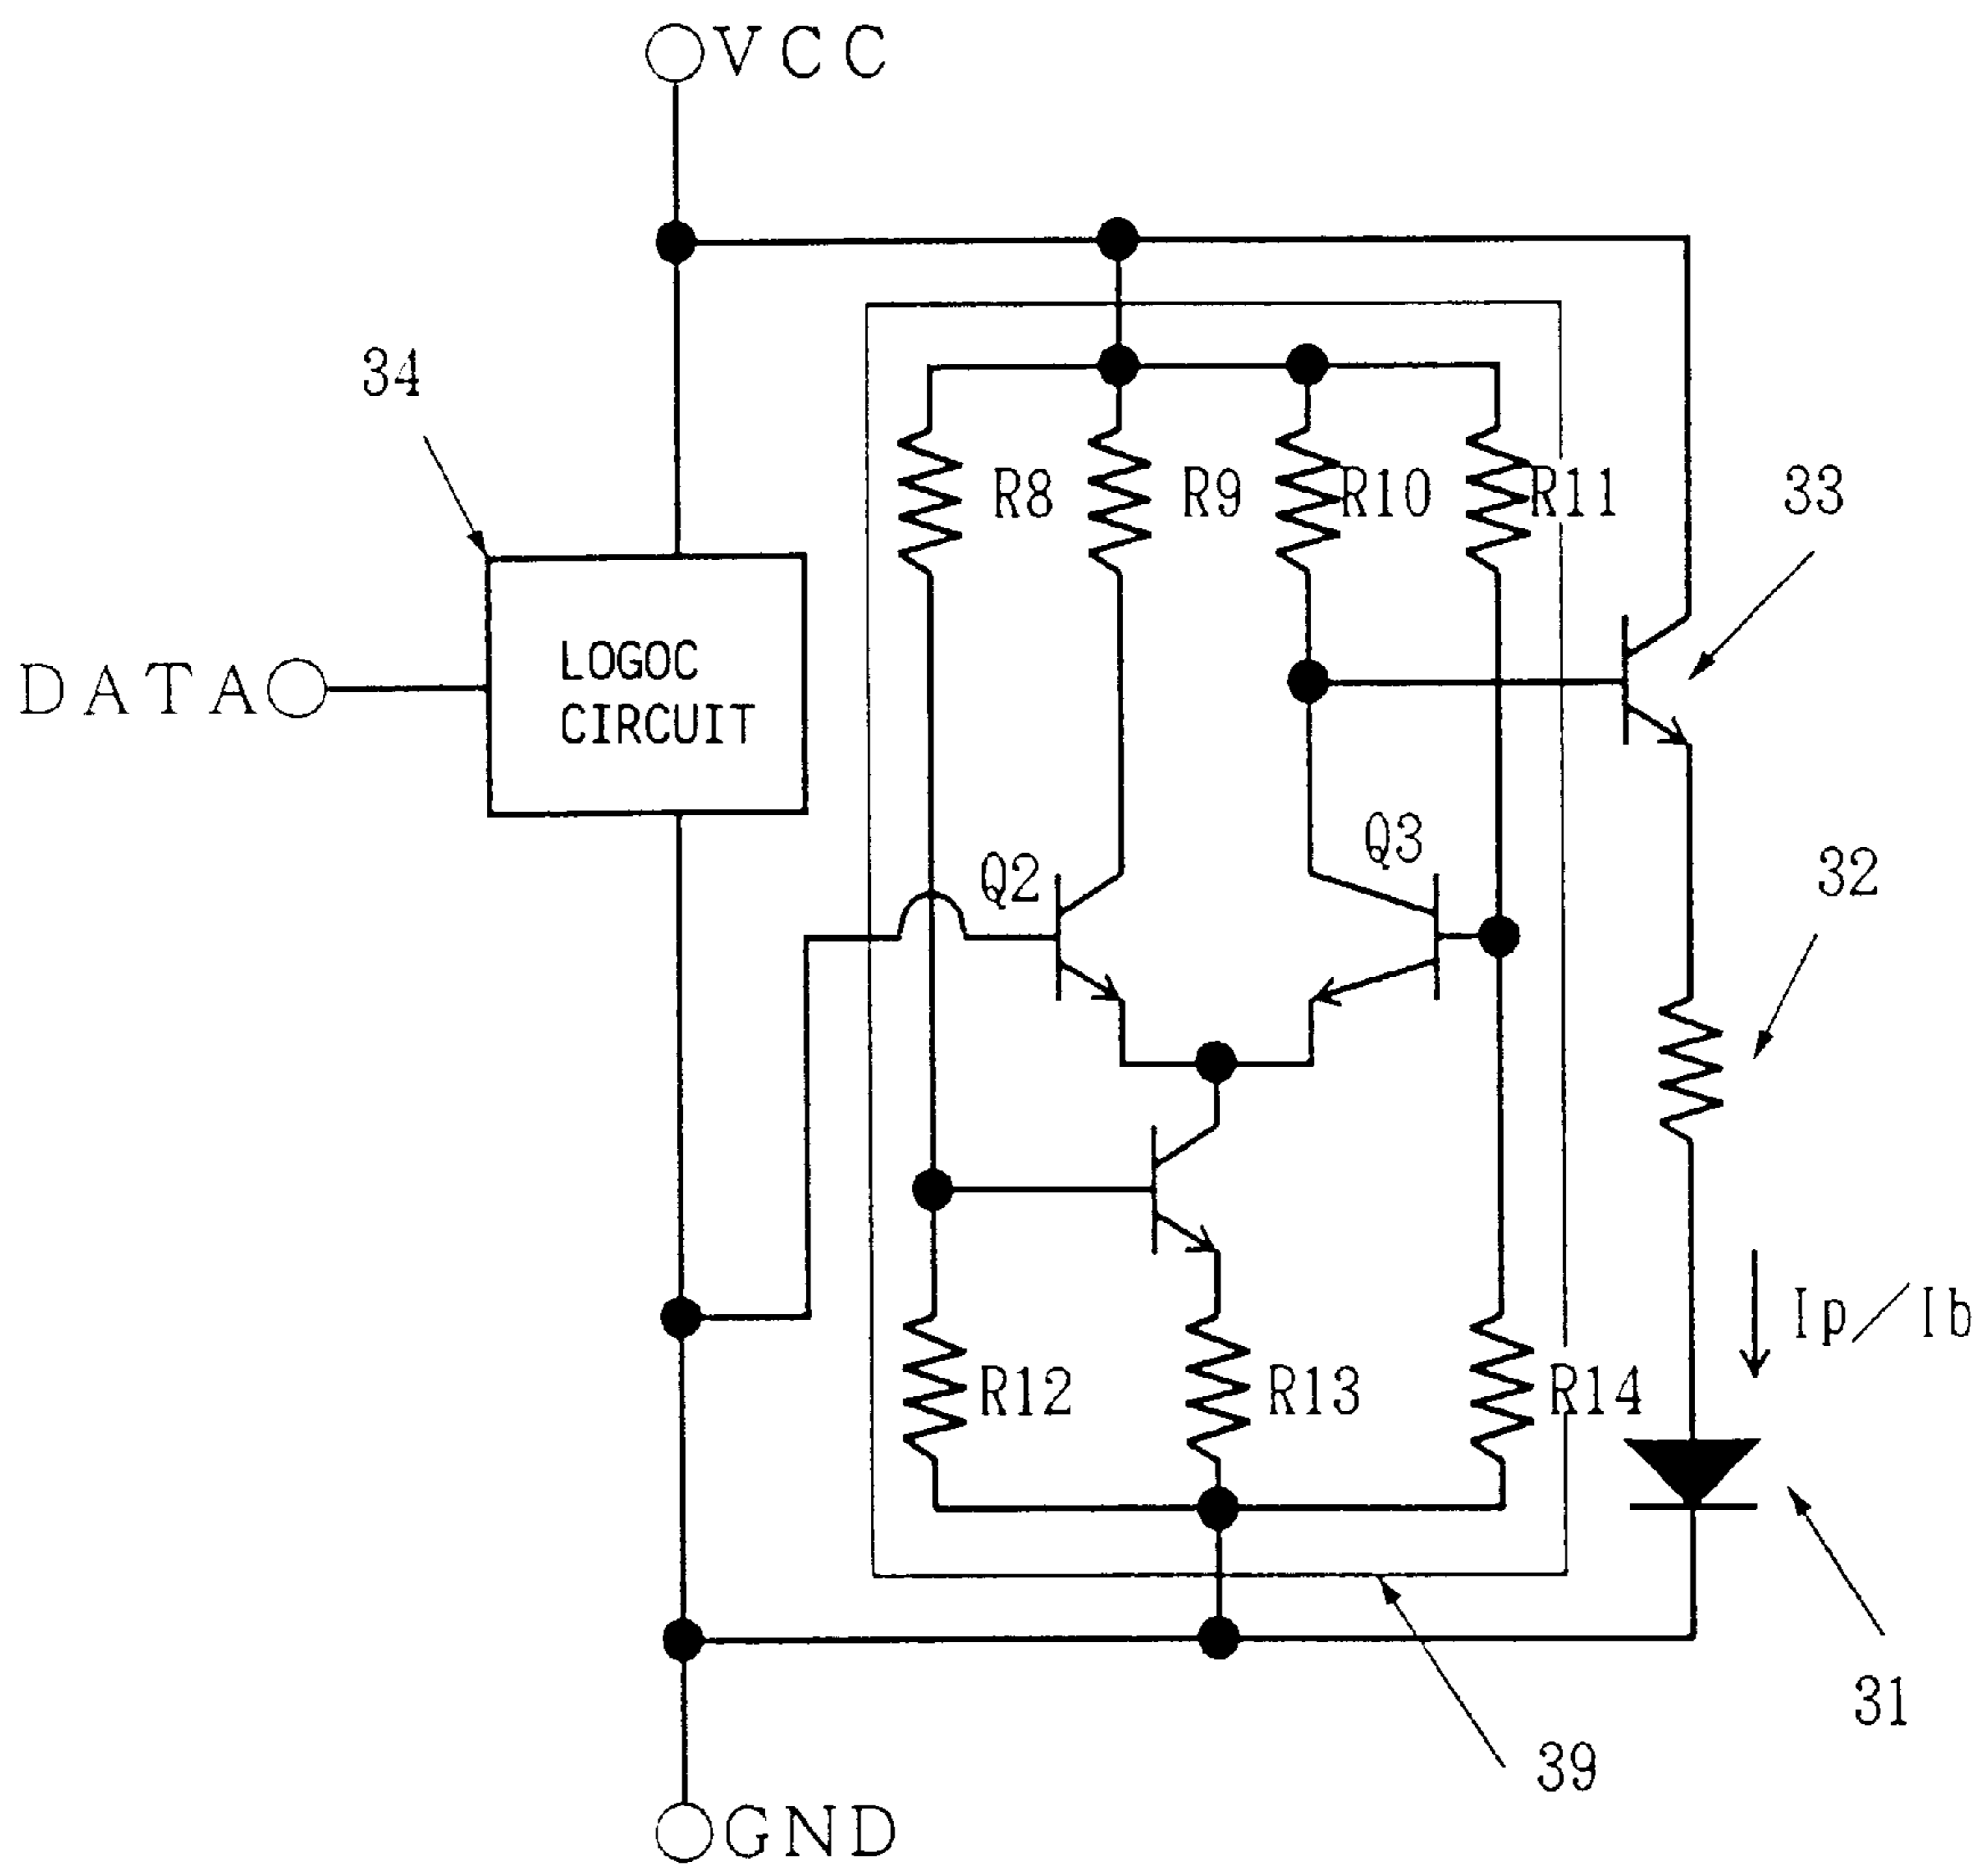 VCC
34
R8
R9
R10
R11
33
DATA
LOGOC
CIRCUIT
Q2
Q3
32
Ip/Ib
R12
R13
R14
31
39
GND